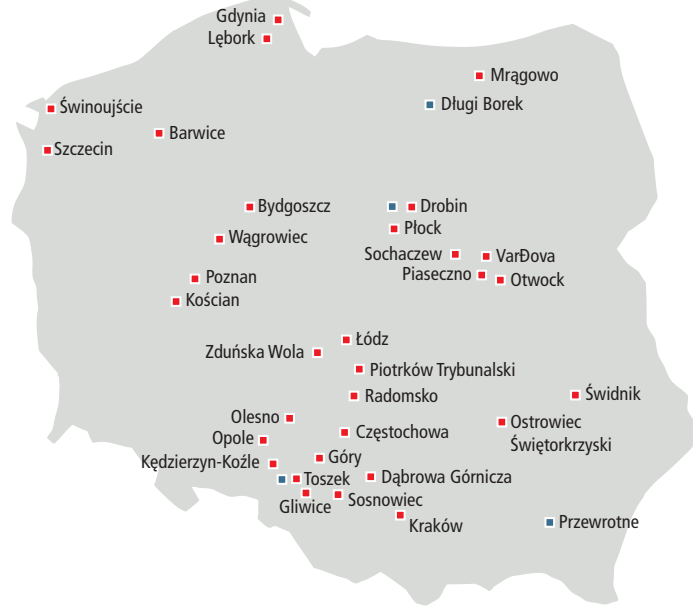 Gdynia
Lębork
Mrągowo
Długi Borek
Świnoujście
Barwice
Szczecin
Bydgoszcz
Drobin
Płock
Wągrowiec
Sochaczew
VarĐova
Piaseczno
Otwock
Poznan
Kościan
Łódz
Zduńska Wola
Piotrków Trybunalski
Radomsko
Świdnik
Olesno
Ostrowiec
Świętorkrzyski
Częstochowa
Opole
Góry
Kędzierzyn-Koźle
Toszek
Dąbrowa Górnicza
Gliwice
Sosnowiec
Kraków
Przewrotne